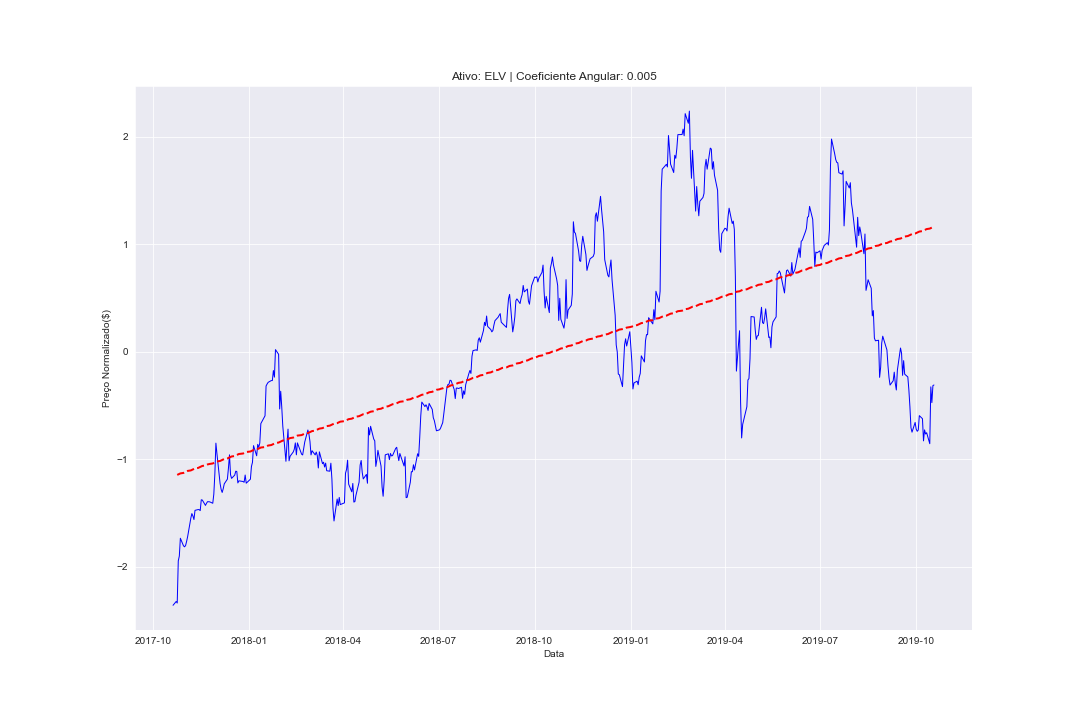 Ativo: ELV | Coeficiente Angular: 0.005
Preço Normalizado($)
2
1
0
−1
−2
2017-10 2018-01 2018-04 2018-07 2018-10 2019-01 2019-04 2019-07 2019-10
Data